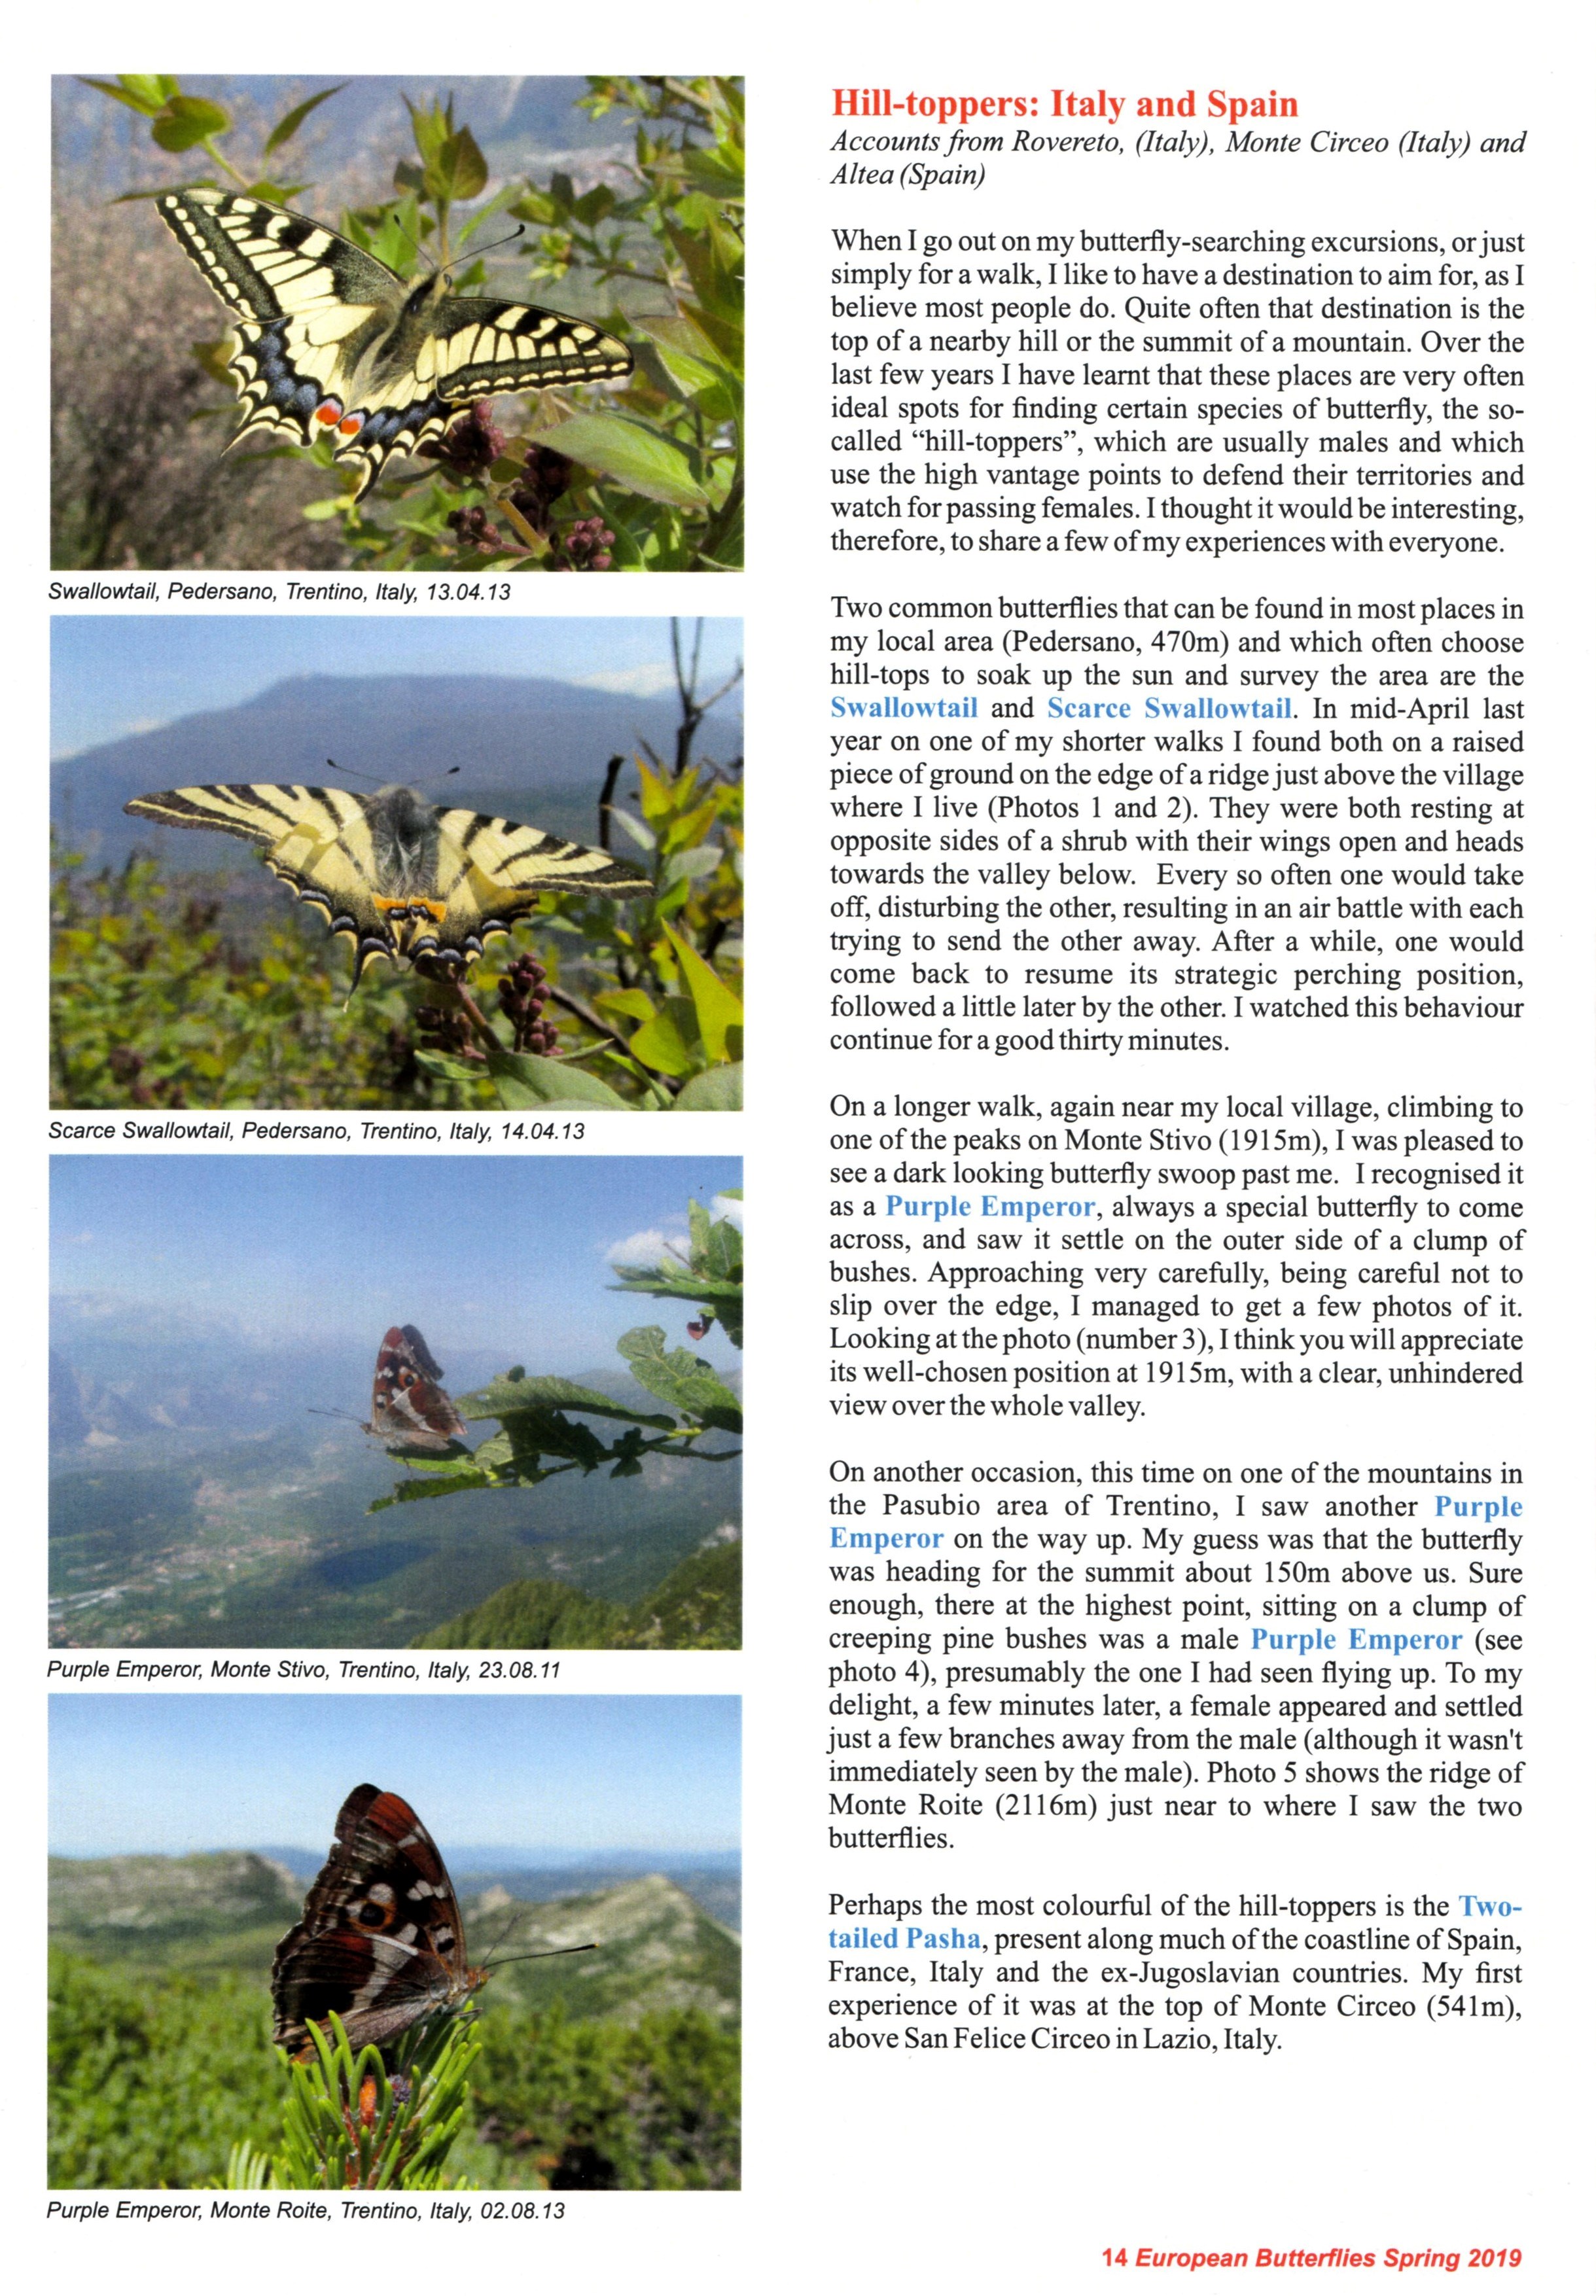 Swallowtail, Pedersano, Trentino, Italy, 13.04.13
Scarce Swallowtail, Pedersano, Trentino, Italy, 14.04.13
Purple Emperor, Monte Stivo, Trentino, Italy, 23.08.11
Purple Emperor, Monte Roite, Trentino, Italy, 02.08.13
Hill-toppers: Italy and Spain
Accounts from Rovereto, (Italy), Monte Circeo (Italy) and
Altea (Spain)
When I go out on my butterfly-searching excursions, or just
simply for a walk, I like to have a destination to aim for, as I
believe most people do. Quite often that destination is the
top of a nearby hill or the summit of a mountain. Over the
last few years I have learnt that these places are very often
ideal spots for finding certain species of butterfly, the so-
called “hill-toppers”, which are usually males and which
use the high vantage points to defend their territories and
watch for passing females. I thought it would be interesting,
therefore, to share a few of my experiences with everyone.
Two common butterflies that can be found in most places in
my local area (Pedersano, 470m) and which often choose
hill-tops to soak up the sun and survey the area are the
Swallowtail and Scarce Swallowtail. In mid-April last
year on one of my shorter walks I found both on a raised
piece of ground on the edge of a ridge just above the village
where I live (Photos 1 and 2). They were both resting at
opposite sides of a shrub with their wings open and heads
towards the valley below. Every so often one would take
off, disturbing the other, resulting in an air battle with each
trying to send the other away. After a while, one would
come back to resume its strategic perching position,
followed a little later by the other. I watched this behaviour
continue for a good thirty minutes.
On a longer walk, again near my local village, climbing to
one of the peaks on Monte Stivo (1915m), I was pleased to
see a dark looking butterfly swoop past me. I recognised it
as a Purple Emperor, always a special butterfly to come
across, and saw it settle on the outer side of a clump of
bushes. Approaching very carefully, being careful not to
slip over the edge, I managed to get a few photos of it.
Looking at the photo (number 3), I think you will appreciate
its well-chosen position at 1915m, with a clear, unhindered
view over the whole valley.
On another occasion, this time on one of the mountains in
the Pasubio area of Trentino, I saw another Purple
Emperor on the way up. My guess was that the butterfly
was heading for the summit about 150m above us. Sure
enough, there at the highest point, sitting on a clump of
creeping pine bushes was a male Purple Emperor (see
photo 4), presumably the one I had seen flying up. To my
delight, a few minutes later, a female appeared and settled
just a few branches away from the male (although it wasn't
immediately seen by the male). Photo 5 shows the ridge of
Monte Roite (2116m) just near to where I saw the two
butterflies.
Perhaps the most colourful of the hill-toppers is the Two-
tailed Pasha, present along much of the coastline of Spain,
France, Italy and the ex-Jugoslavian countries. My first
experience of it was at the top of Monte Circeo (541m),
above San Felice Circeo in Lazio, Italy.
14 European Butterflies Spring 2019